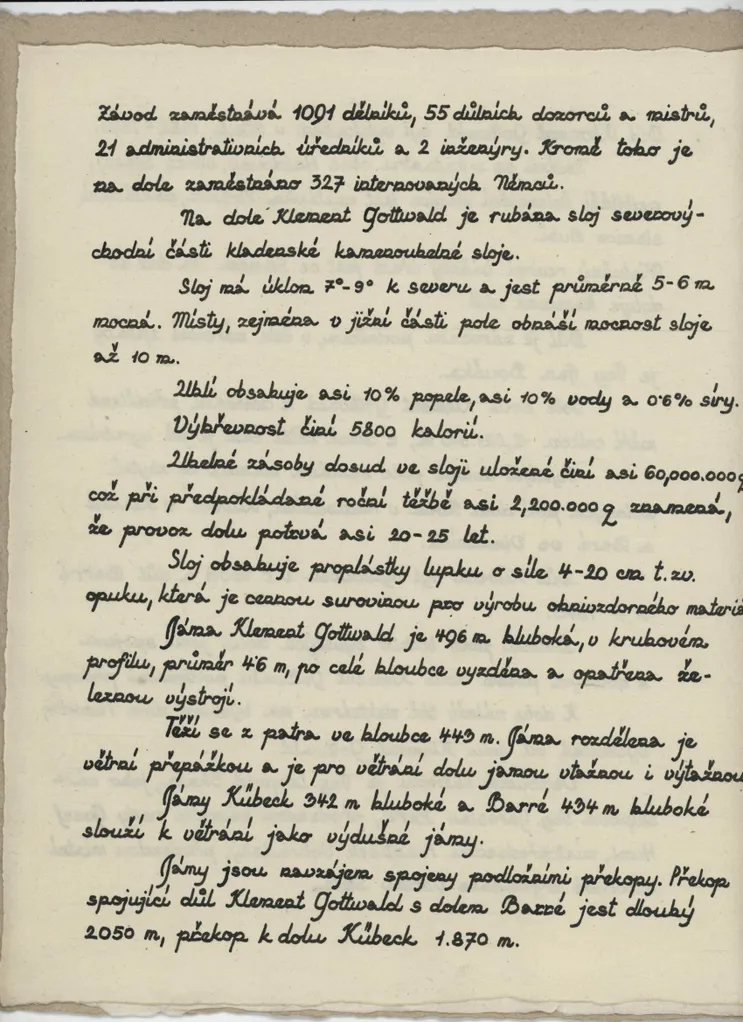 Závod zaměstnává 1091 dělníků, 55 důlních dozorců a mistrů,
21 administrativních úředníků a 2 inženýry. Kromě toho je
na dole zaměstnáno 327 internovaných Němců.
Na dole Klement Gottwald je rubána sloj severový-
chodní části kladenské kamenouhelné sloje.
Sloj má úklon 7°-9° k severu a jest průměrně 5-6 m
mocná. Místy, zejména v jižní části pole obnáší mocnost sloje
až 10 m.
Uhlí obsahuje asi 10% popele, asi 10% vody a 0·6% síry.
Výhřevnost činí 5800 kalorií.
Uhelné zásoby dosud ve sloji uložené činí asi 60,000.000 q
což při předpokládané roční těžbě asi 2,200.000 q znamená,
že provoz dolu potrvá asi 20-25 let.
Sloj obsahuje proplástky lupku o síle 4-20 cm t.zv.
opuku, která je cennou surovinou pro výrobu ohnivzdorného materiá
Jáma Klement Gottwald je 496 m hluboká, v kruhovém
profilu, průměr 4·6 m, po celé hloubce vyzděna a opatřena že-
leznou výstrojí.
Těží se z patra ve hloubce 443 m. Jáma rozdělena je
větrní přepážkou a je pro větrání dolu jamou vtažnou i výtažnou
Jámy Kübeck 342 m hluboké a Barré 434 m hluboké
slouží k větrání jako výdušné jámy.
Jámy jsou navzájem spojeny podložními překopy. Překop
spojující důl Klement Gottwald s dolem Barré jest dlouhý
2050 m, překop k dolu Kübeck 1.870 m.